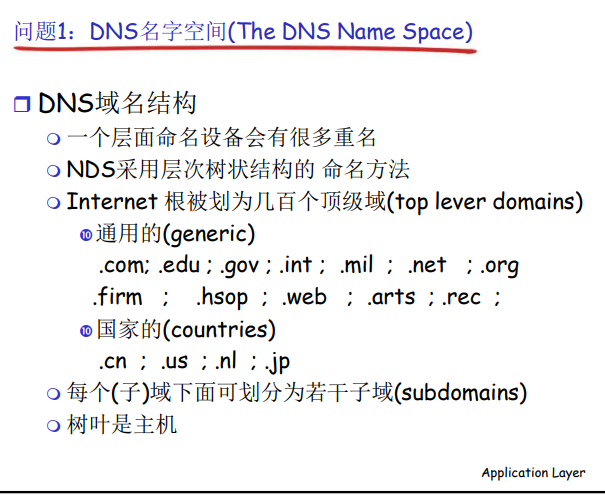 问题1：DNS名字空间(The DNS Name Space)
DNS域名结构
一个层面命名设备会有很多重名
NDS采用层次树状结构的 命名方法
Internet 根被划为几百个顶级域(top lever domains)
通用的(generic)
.com; .edu ; .gov ; .int ; .mil ; .net ; .org
.firm ; .hsop ; .web ; .arts ; .rec ;
国家的(countries)
.cn ; .us ; .nl ; .jp
每个(子)域下面可划分为若干子域(subdomains)
树叶是主机
Application Layer